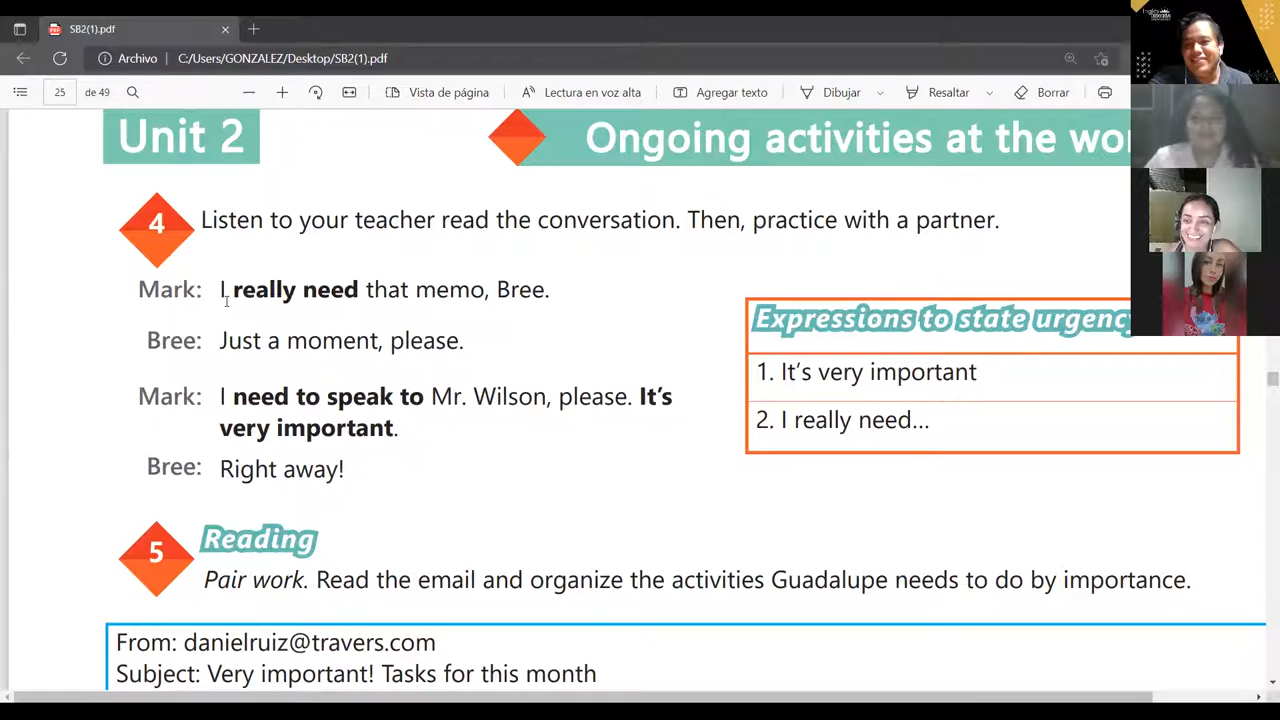 SB2(1).pdf
Archivo C:/Users/GONZALEZ/Desktop/SB2(1).pdf
25 de 49 Vista de página Lectura en voz alta Agregar texto Dibujar Resaltar Borrar
Unit 2
Ongoing activities at the
4 Listen to your teacher read the conversation. Then, practice with a partner.
Mark: I really need that memo, Bree.
Bree: Just a moment, please.
Mark: I need to speak to Mr. Wilson, please. It's
very important.
Bree: Right away!
Expressions to state urgency
1. It's very important
2. I really need...
5 Reading
Pair work. Read the email and organize the activities Guadalupe needs to do by importance.
From: danielruiz@travers.com
Subject: Very important! Tasks for this month